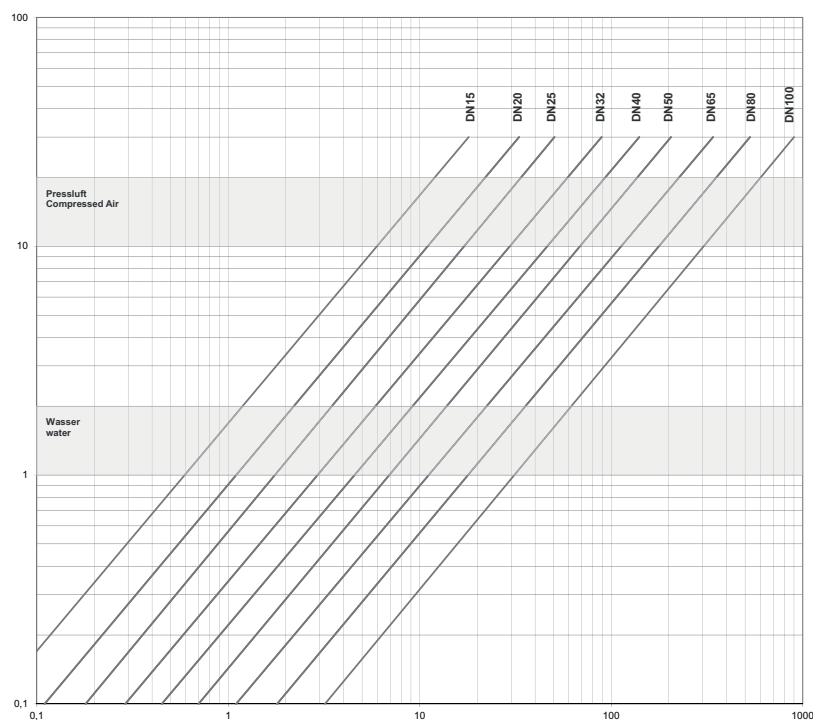 100
DN15
DN20
DN25
DN32
DN40
DN50
DN65
DN80
DN100
Pressluft
Compressed Air
10
Wasser
water
1
0,1
0,1
1
10
100
1000